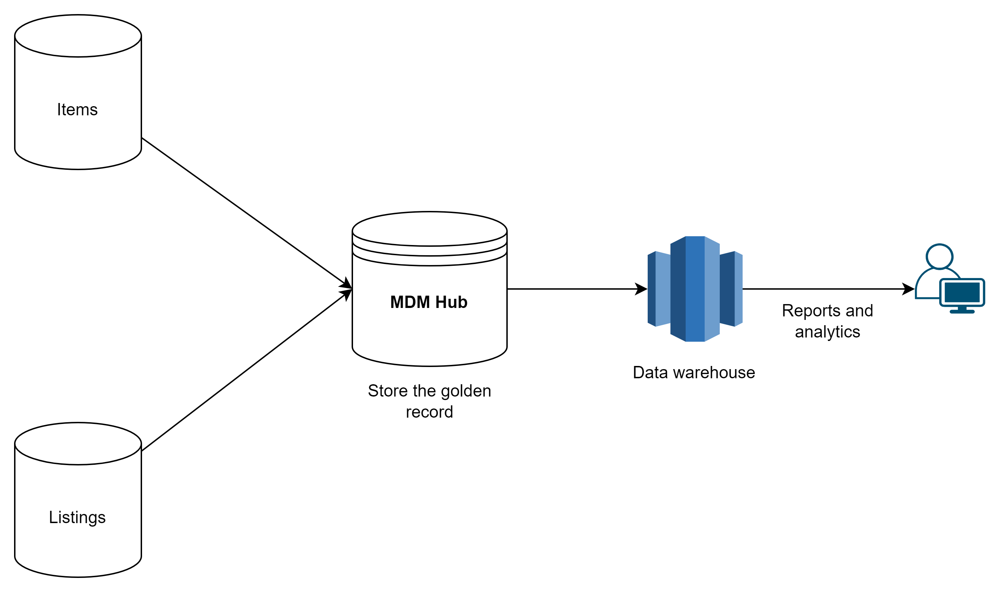 Items
MDM Hub
Store the golden
record
Data warehouse
Reports and
analytics
Listings